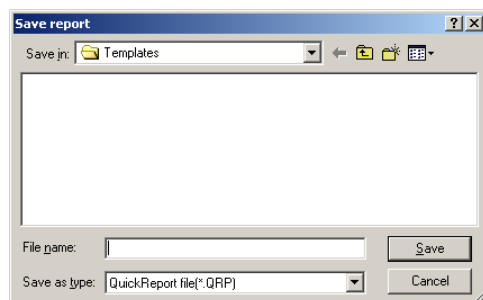 Save report
Save in: Templates
File name:
Save
Save as type: QuickReport file(*.QRP)
Cancel